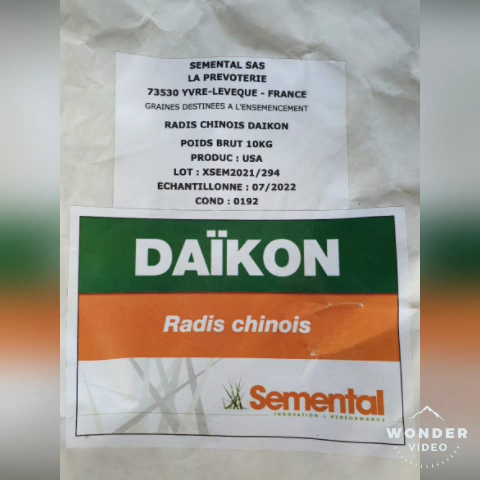 SEMENTAL SAS
LA PREVOTERIE
73530 YVRE-LEVEQUE - FRANCE
GRAINES DESTINEES A L'ENSEMENCEMENT
RADIS CHINOIS DAIKON
POIDS BRUT 10KG
PRODUC : USA
LOT : XSEM2021/294
ECHANTILLONNE : 07/2022
COND : 0192
DAÏKON
Radis chinois
Semental
INNOVATION & PERFORMANCE
WONDER
VIDEO